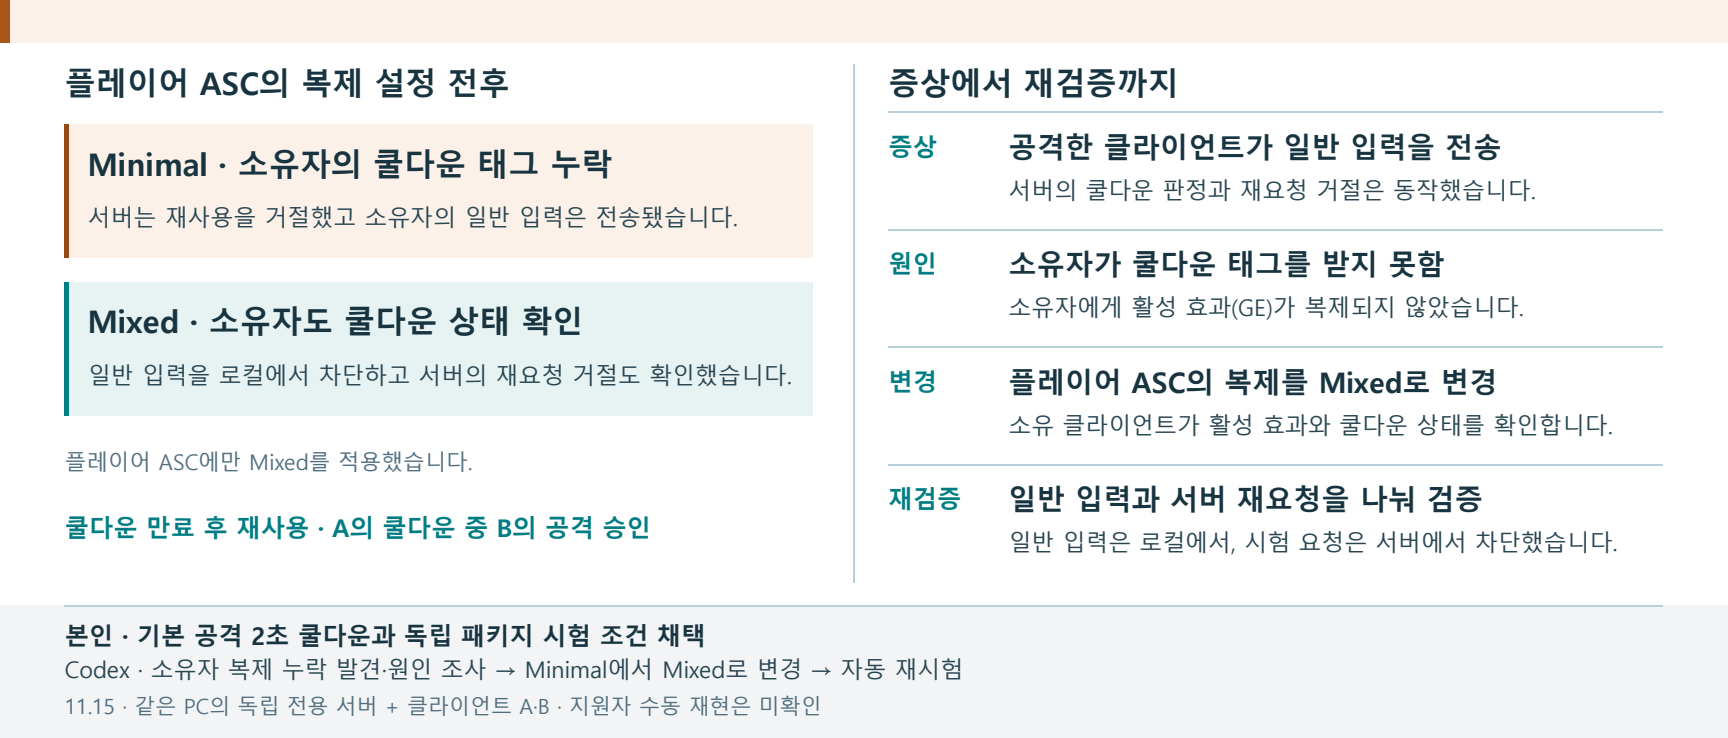 플레이어 ASC의 복제 설정 전후
Minimal · 소유자의 쿨다운 태그 누락
서버는 재사용을 거절했고 소유자의 일반 입력은 전송됐습니다.
Mixed · 소유자도 쿨다운 상태 확인
일반 입력을 로컬에서 차단하고 서버의 재요청 거절도 확인했습니다.
플레이어 ASC에만 Mixed를 적용했습니다.
쿨다운 만료 후 재사용 · A의 쿨다운 중 B의 공격 승인
증상에서 재검증까지
증상
공격한 클라이언트가 일반 입력을 전송
서버의 쿨다운 판정과 재요청 거절은 동작했습니다.
원인
소유자가 쿨다운 태그를 받지 못함
소유자에게 활성 효과(GE)가 복제되지 않았습니다.
변경
플레이어 ASC의 복제를 Mixed로 변경
소유 클라이언트가 활성 효과와 쿨다운 상태를 확인합니다.
재검증
일반 입력과 서버 재요청을 나눠 검증
일반 입력은 로컬에서, 시험 요청은 서버에서 차단했습니다.
본인 · 기본 공격 2초 쿨다운과 독립 패키지 시험 조건 채택
Codex · 소유자 복제 누락 발견·원인 조사 → Minimal에서 Mixed로 변경 → 자동 재시험
11.15 · 같은 PC의 독립 전용 서버 + 클라이언트 A·B · 지원자 수동 재현은 미확인